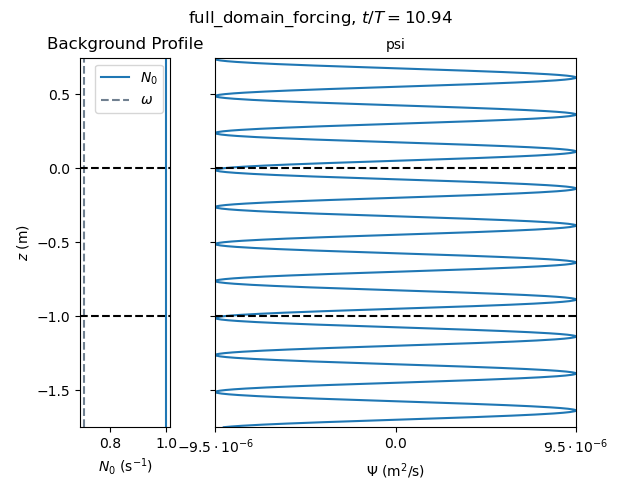 full_domain_forcing, t/T = 10.94
Background Profile
psi
N₀
ω
0.5
0.0
−0.5
−1.0
−1.5
z (m)
0.8
1.0
N₀ (s⁻¹)
−9.5 · 10⁻⁶
0.0
9.5 · 10⁻⁶
Ψ (m²/s)